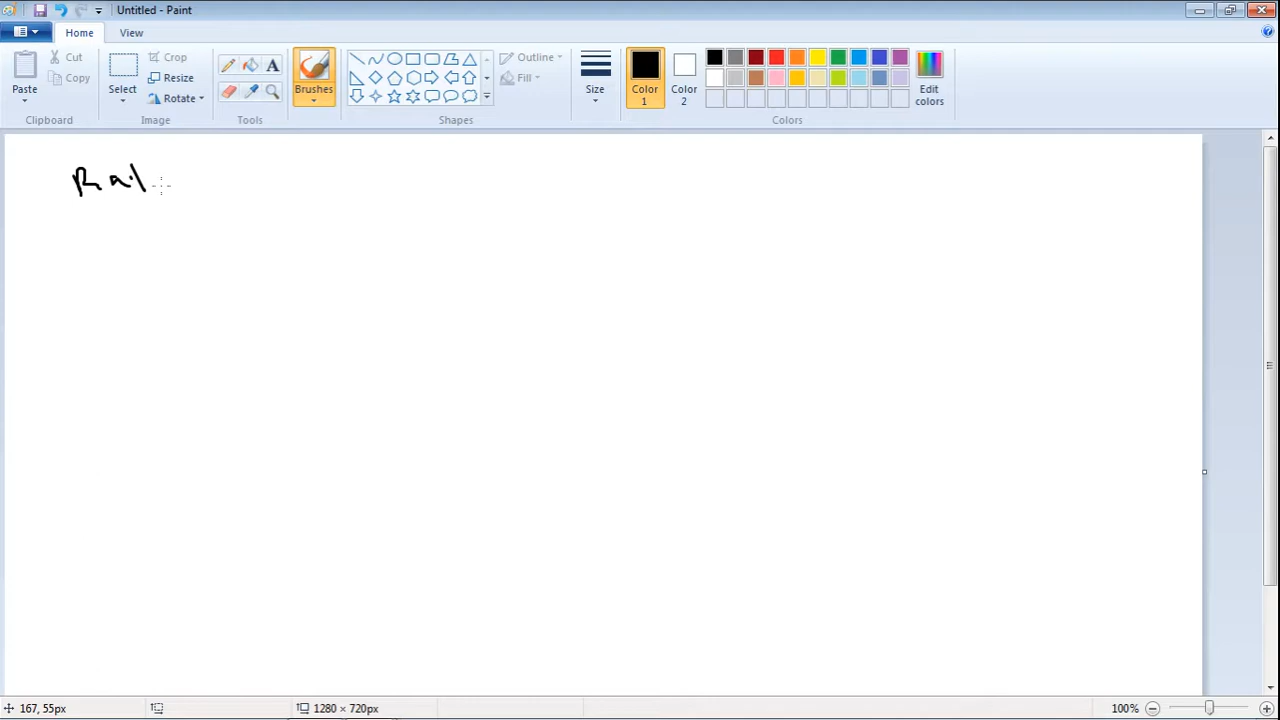 Untitled - Paint
Home
View
Paste
Cut
Copy
Clipboard
Select
Crop
Resize
Rotate
Image
Tools
Brushes
Shapes
Outline
Fill
Size
Color 1
Color 2
Edit colors
Colors
167, 55px
1280 × 720px
100%